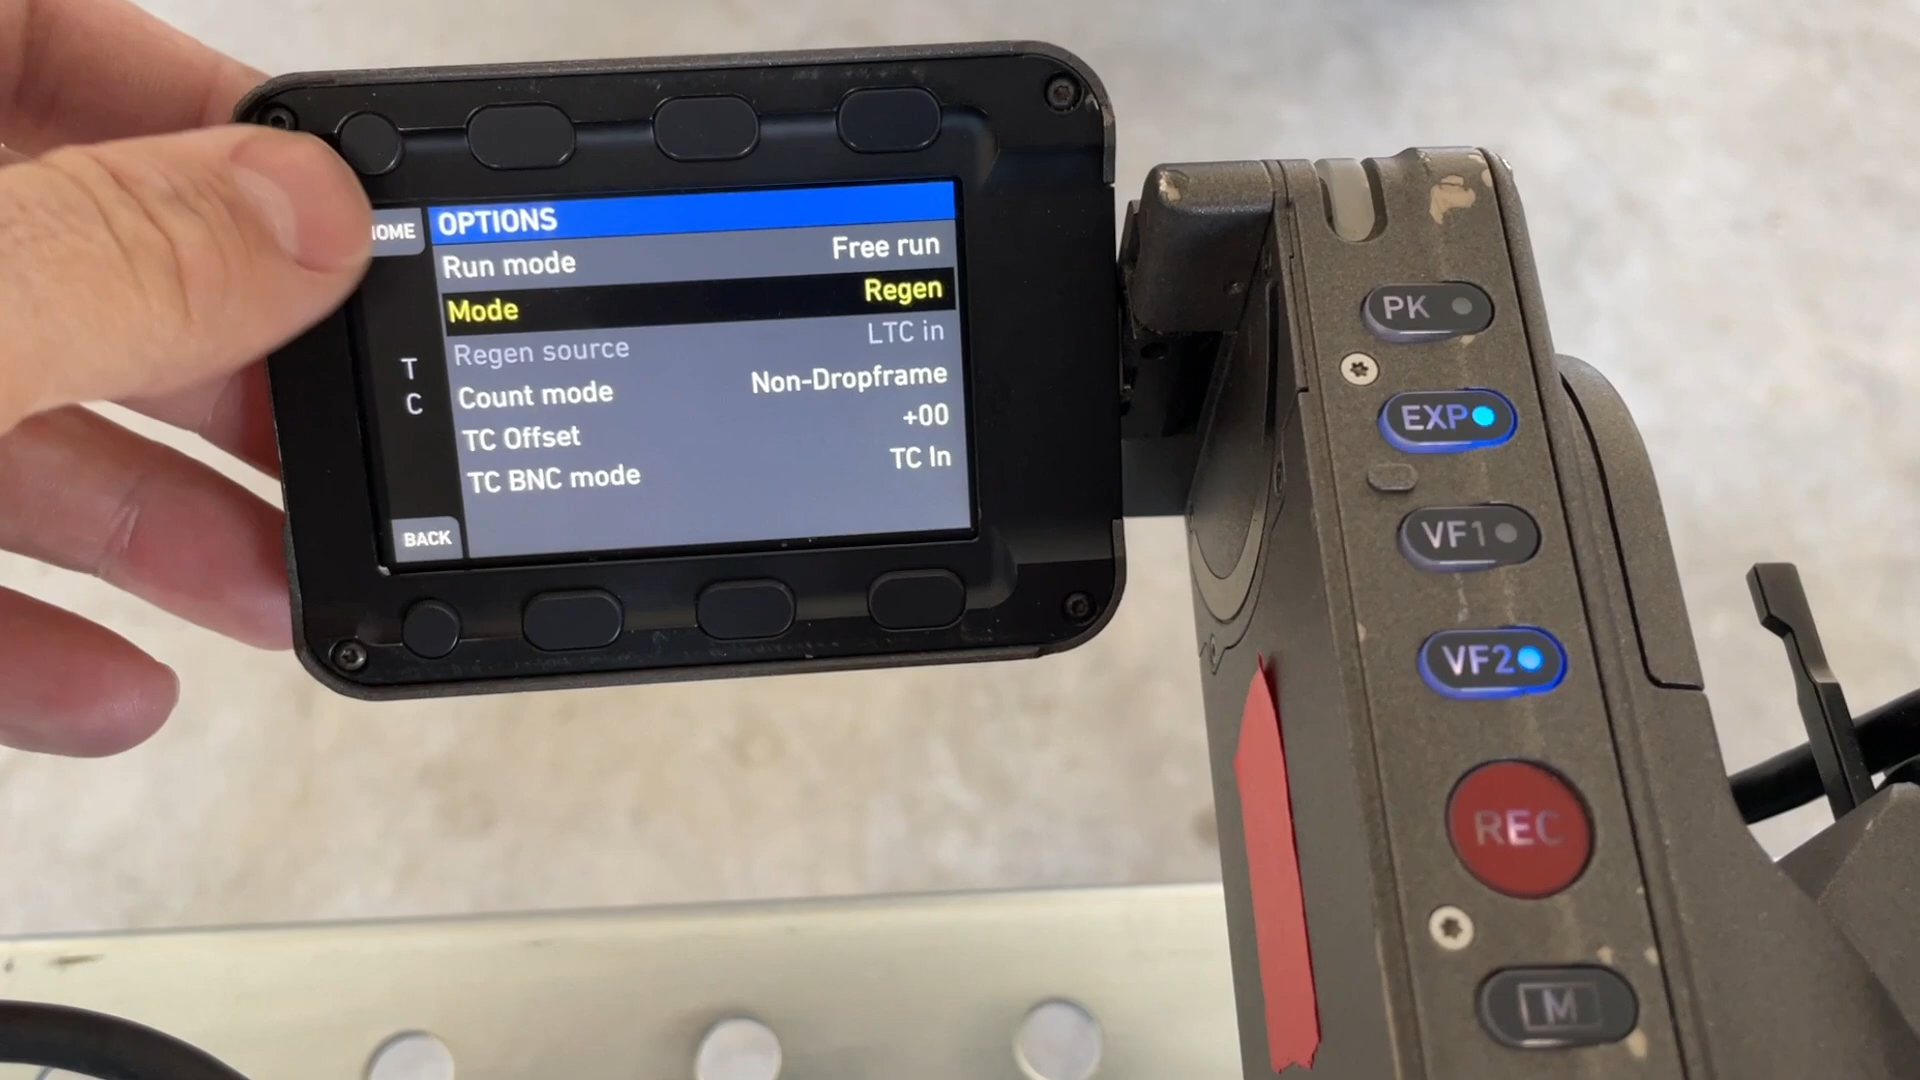 HOME
OPTIONS
Run mode Free run
Mode Regen
Regen source LTC in
Count mode Non-Dropframe
TC Offset +00
TC BNC mode TC In
T
C
BACK
PK
EXP
VF1
VF2
REC
M